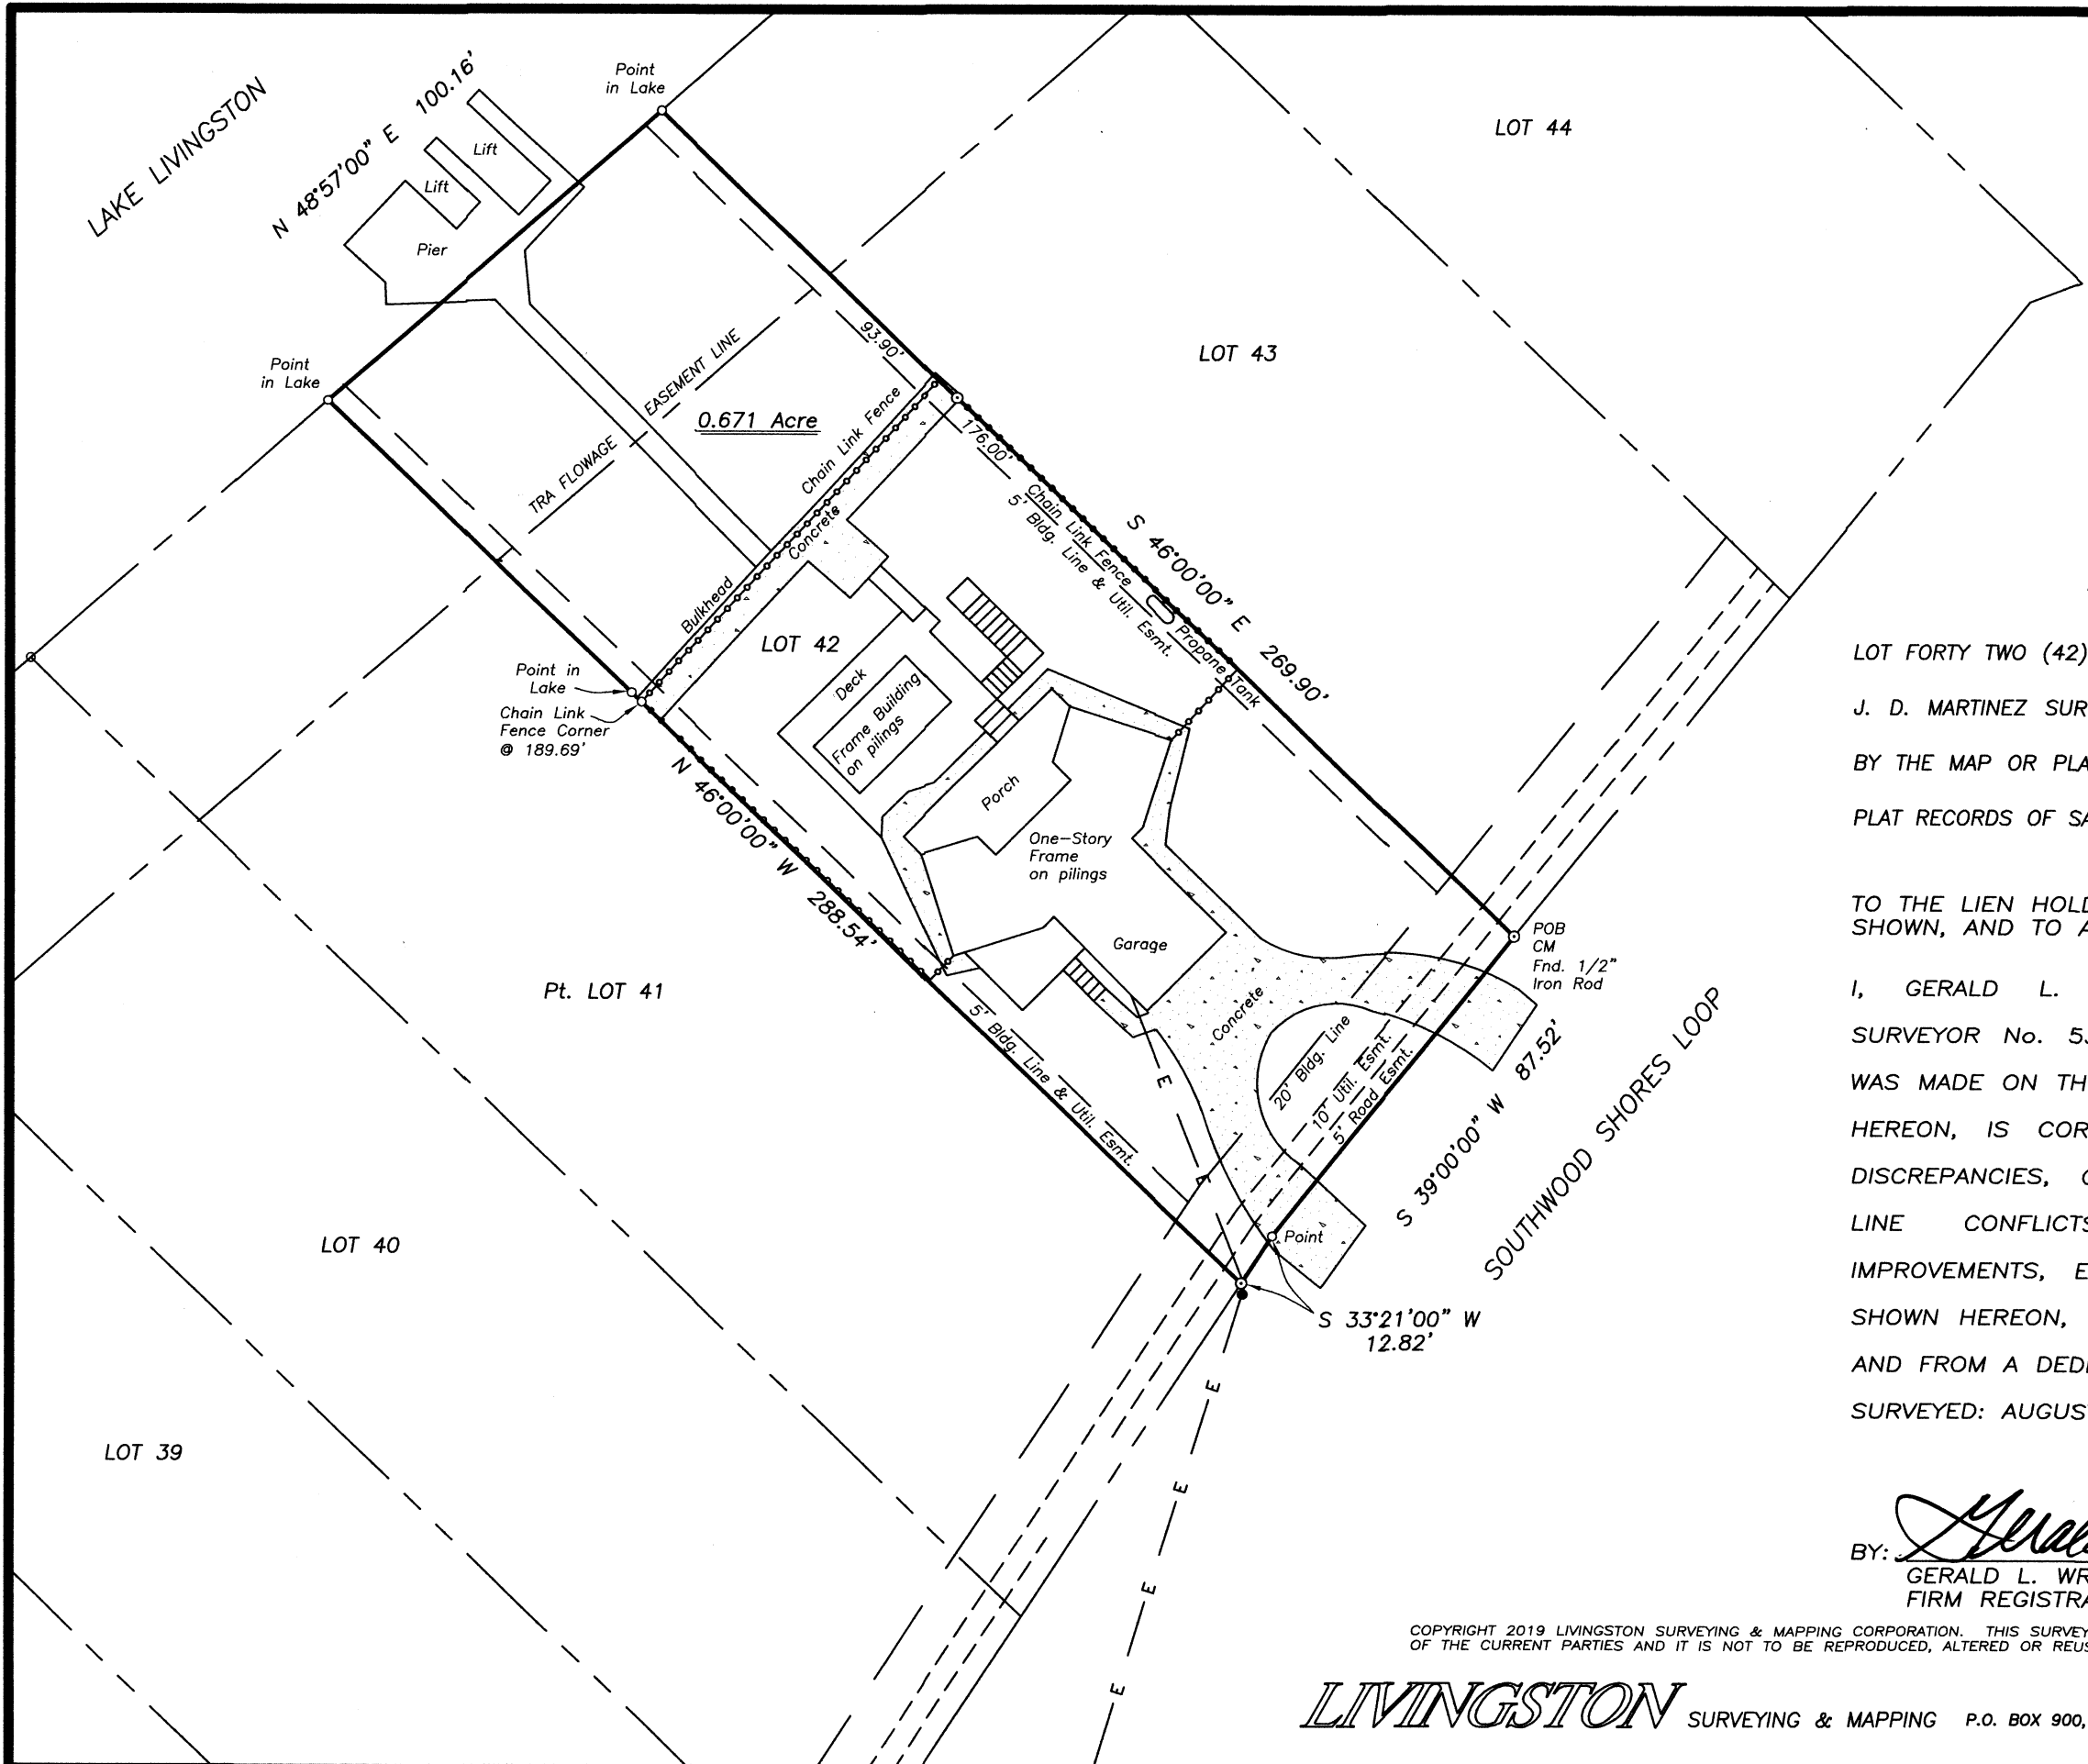 LAKE LIVINGSTON
N 48°57'00" E 100.16'
Point
in Lake
Lift
Lift
Pier
Point
in Lake
LOT 44
LOT 43
93.90'
TRA FLOWAGE EASEMENT LINE
0.671 Acre
Chain Link Fence
Concrete
Bulkhead
176.00'
Chain Link Fence
5' Bldg. Line & Util. Esmt.
S 46°00'00" E 269.90'
Propane Tank
LOT 42
Deck
Frame Building
on pilings
Point in
Lake
Chain Link
Fence Corner
@ 189.69'
N 46°00'00" W 288.54'
Porch
One-Story
Frame
on pilings
Garage
Concrete
POB
CM
Fnd. 1/2"
Iron Rod
Pt. LOT 41
5' Bldg. Line & Util. Esmt.
20' Bldg. Line
10' Util. Esmt.
5' Road Esmt.
E
E
S 39°00'00" W 87.52'
SOUTHWOOD SHORES LOOP
Point
S 33°21'00" W
12.82'
LOT 40
LOT 39
E
E
E
E
LOT FORTY TWO (42)
J. D. MARTINEZ SUR
BY THE MAP OR PLA
PLAT RECORDS OF SA
TO THE LIEN HOLD
SHOWN, AND TO A
I, GERALD L.
SURVEYOR No. 5
WAS MADE ON TH
HEREON, IS COR
DISCREPANCIES,
LINE CONFLICTS
IMPROVEMENTS, E
SHOWN HEREON,
AND FROM A DEDI
SURVEYED: AUGUS
BY:
GERALD L. WR
FIRM REGISTRA
COPYRIGHT 2019 LIVINGSTON SURVEYING & MAPPING CORPORATION. THIS SURVEY
OF THE CURRENT PARTIES AND IT IS NOT TO BE REPRODUCED, ALTERED OR REUS
LIVINGSTON SURVEYING & MAPPING P.O. BOX 900,